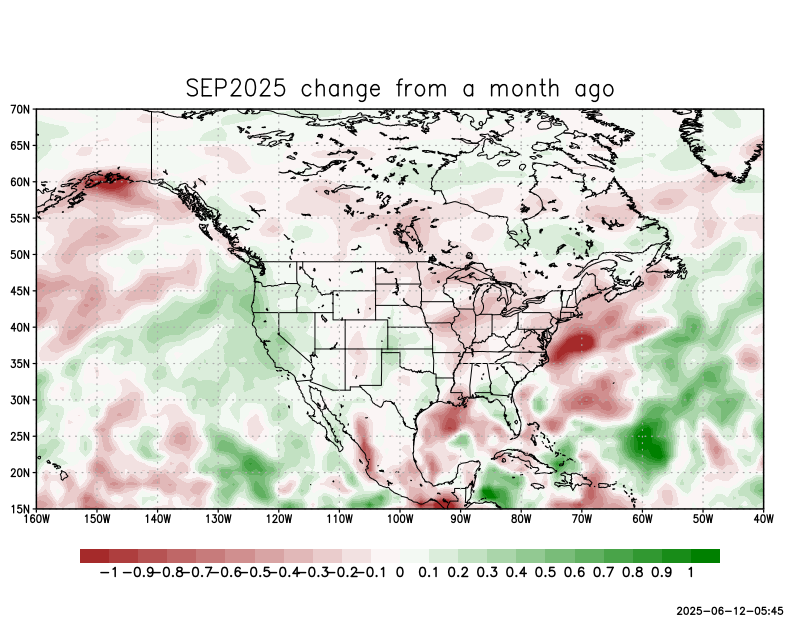 SEP2025 change from a month ago
70N
65N
60N
55N
50N
45N
40N
35N
30N
25N
20N
15N
160W 150W 140W 130W 120W 110W 100W 90W 80W 70W 60W 50W 40W
-1 -0.9 -0.8 -0.7 -0.6 -0.5 -0.4 -0.3 -0.2 -0.1 0 0.1 0.2 0.3 0.4 0.5 0.6 0.7 0.8 0.9 1
2025-06-12-05:45